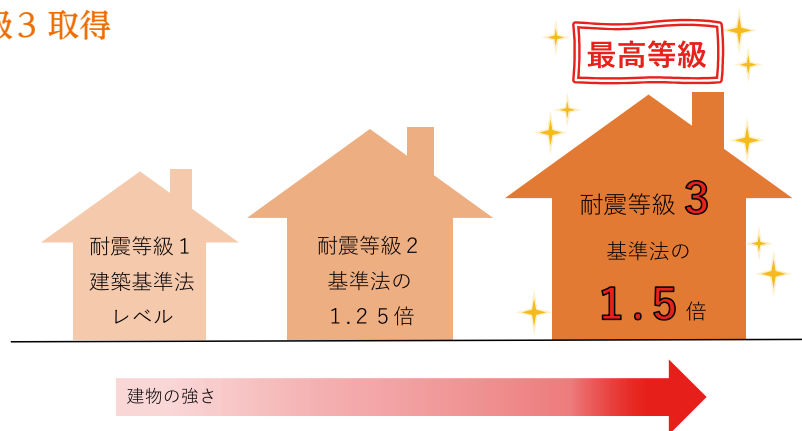 級3 取得
最高等級
耐震等級1
建築基準法
レベル
耐震等級2
基準法の
1.25倍
耐震等級3
基準法の
1.5倍
建物の強さ